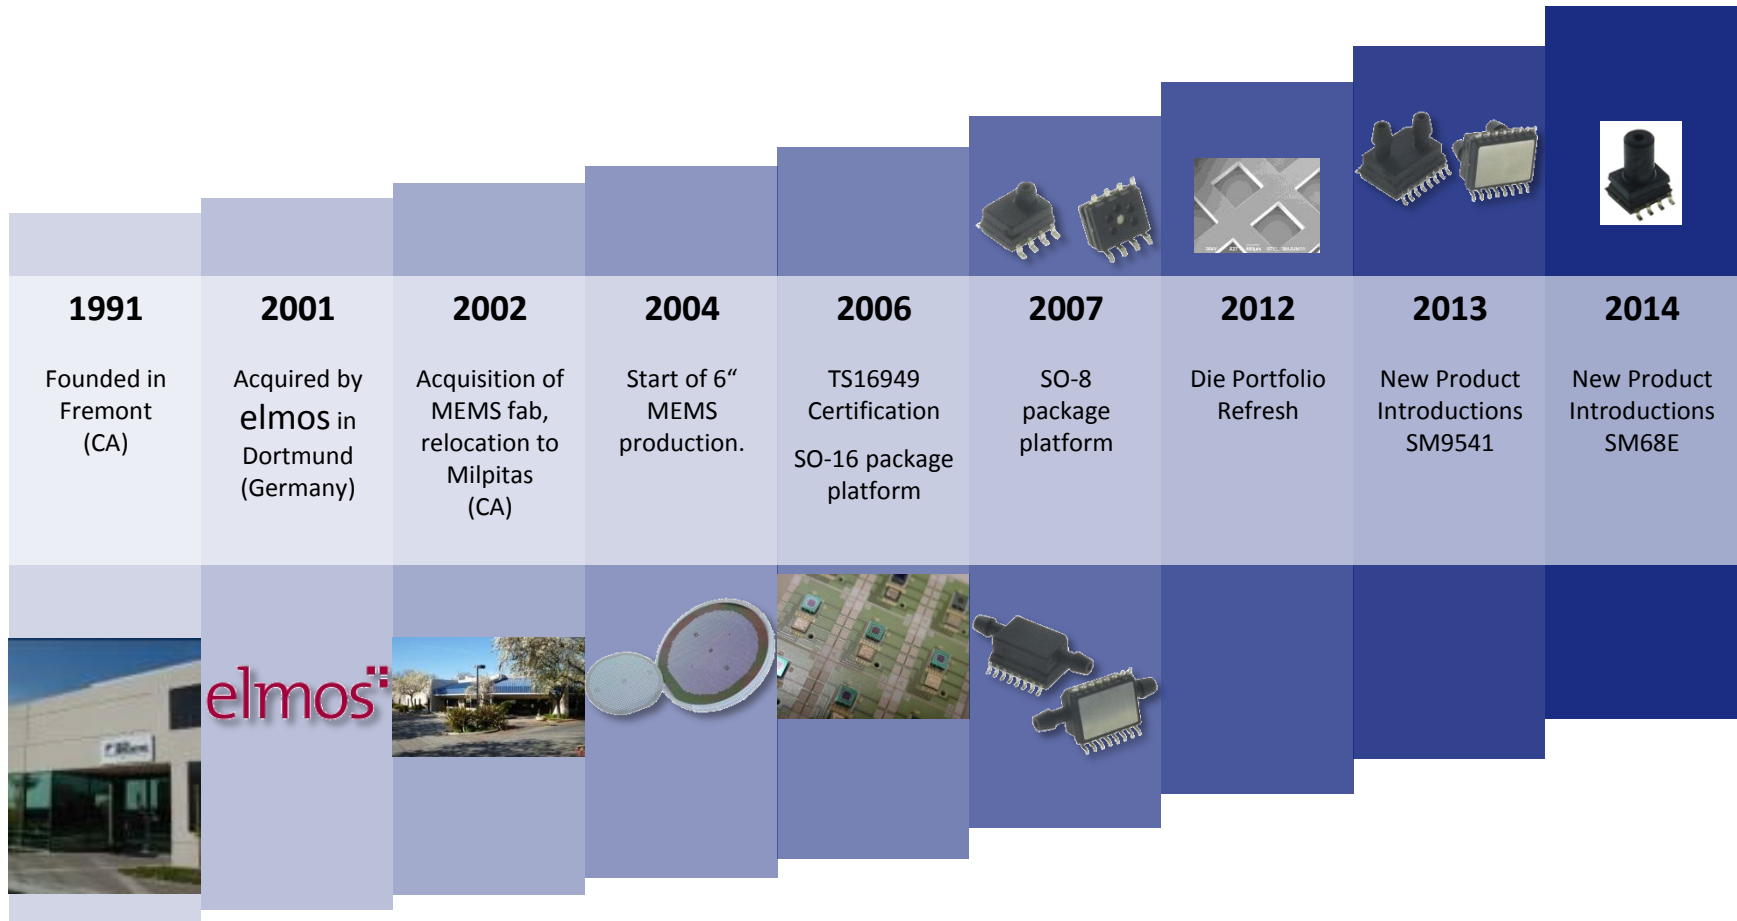 1991
Founded in
Fremont
(CA)
2001
Acquired by
elmos in
Dortmund
(Germany)
elmos
2002
Acquisition of
MEMS fab,
relocation to
Milpitas
(CA)
2004
Start of 6“
MEMS
production.
2006
TS16949
Certification
SO-16 package
platform
2007
SO-8
package
platform
2012
Die Portfolio
Refresh
2013
New Product
Introductions
SM9541
2014
New Product
Introductions
SM68E